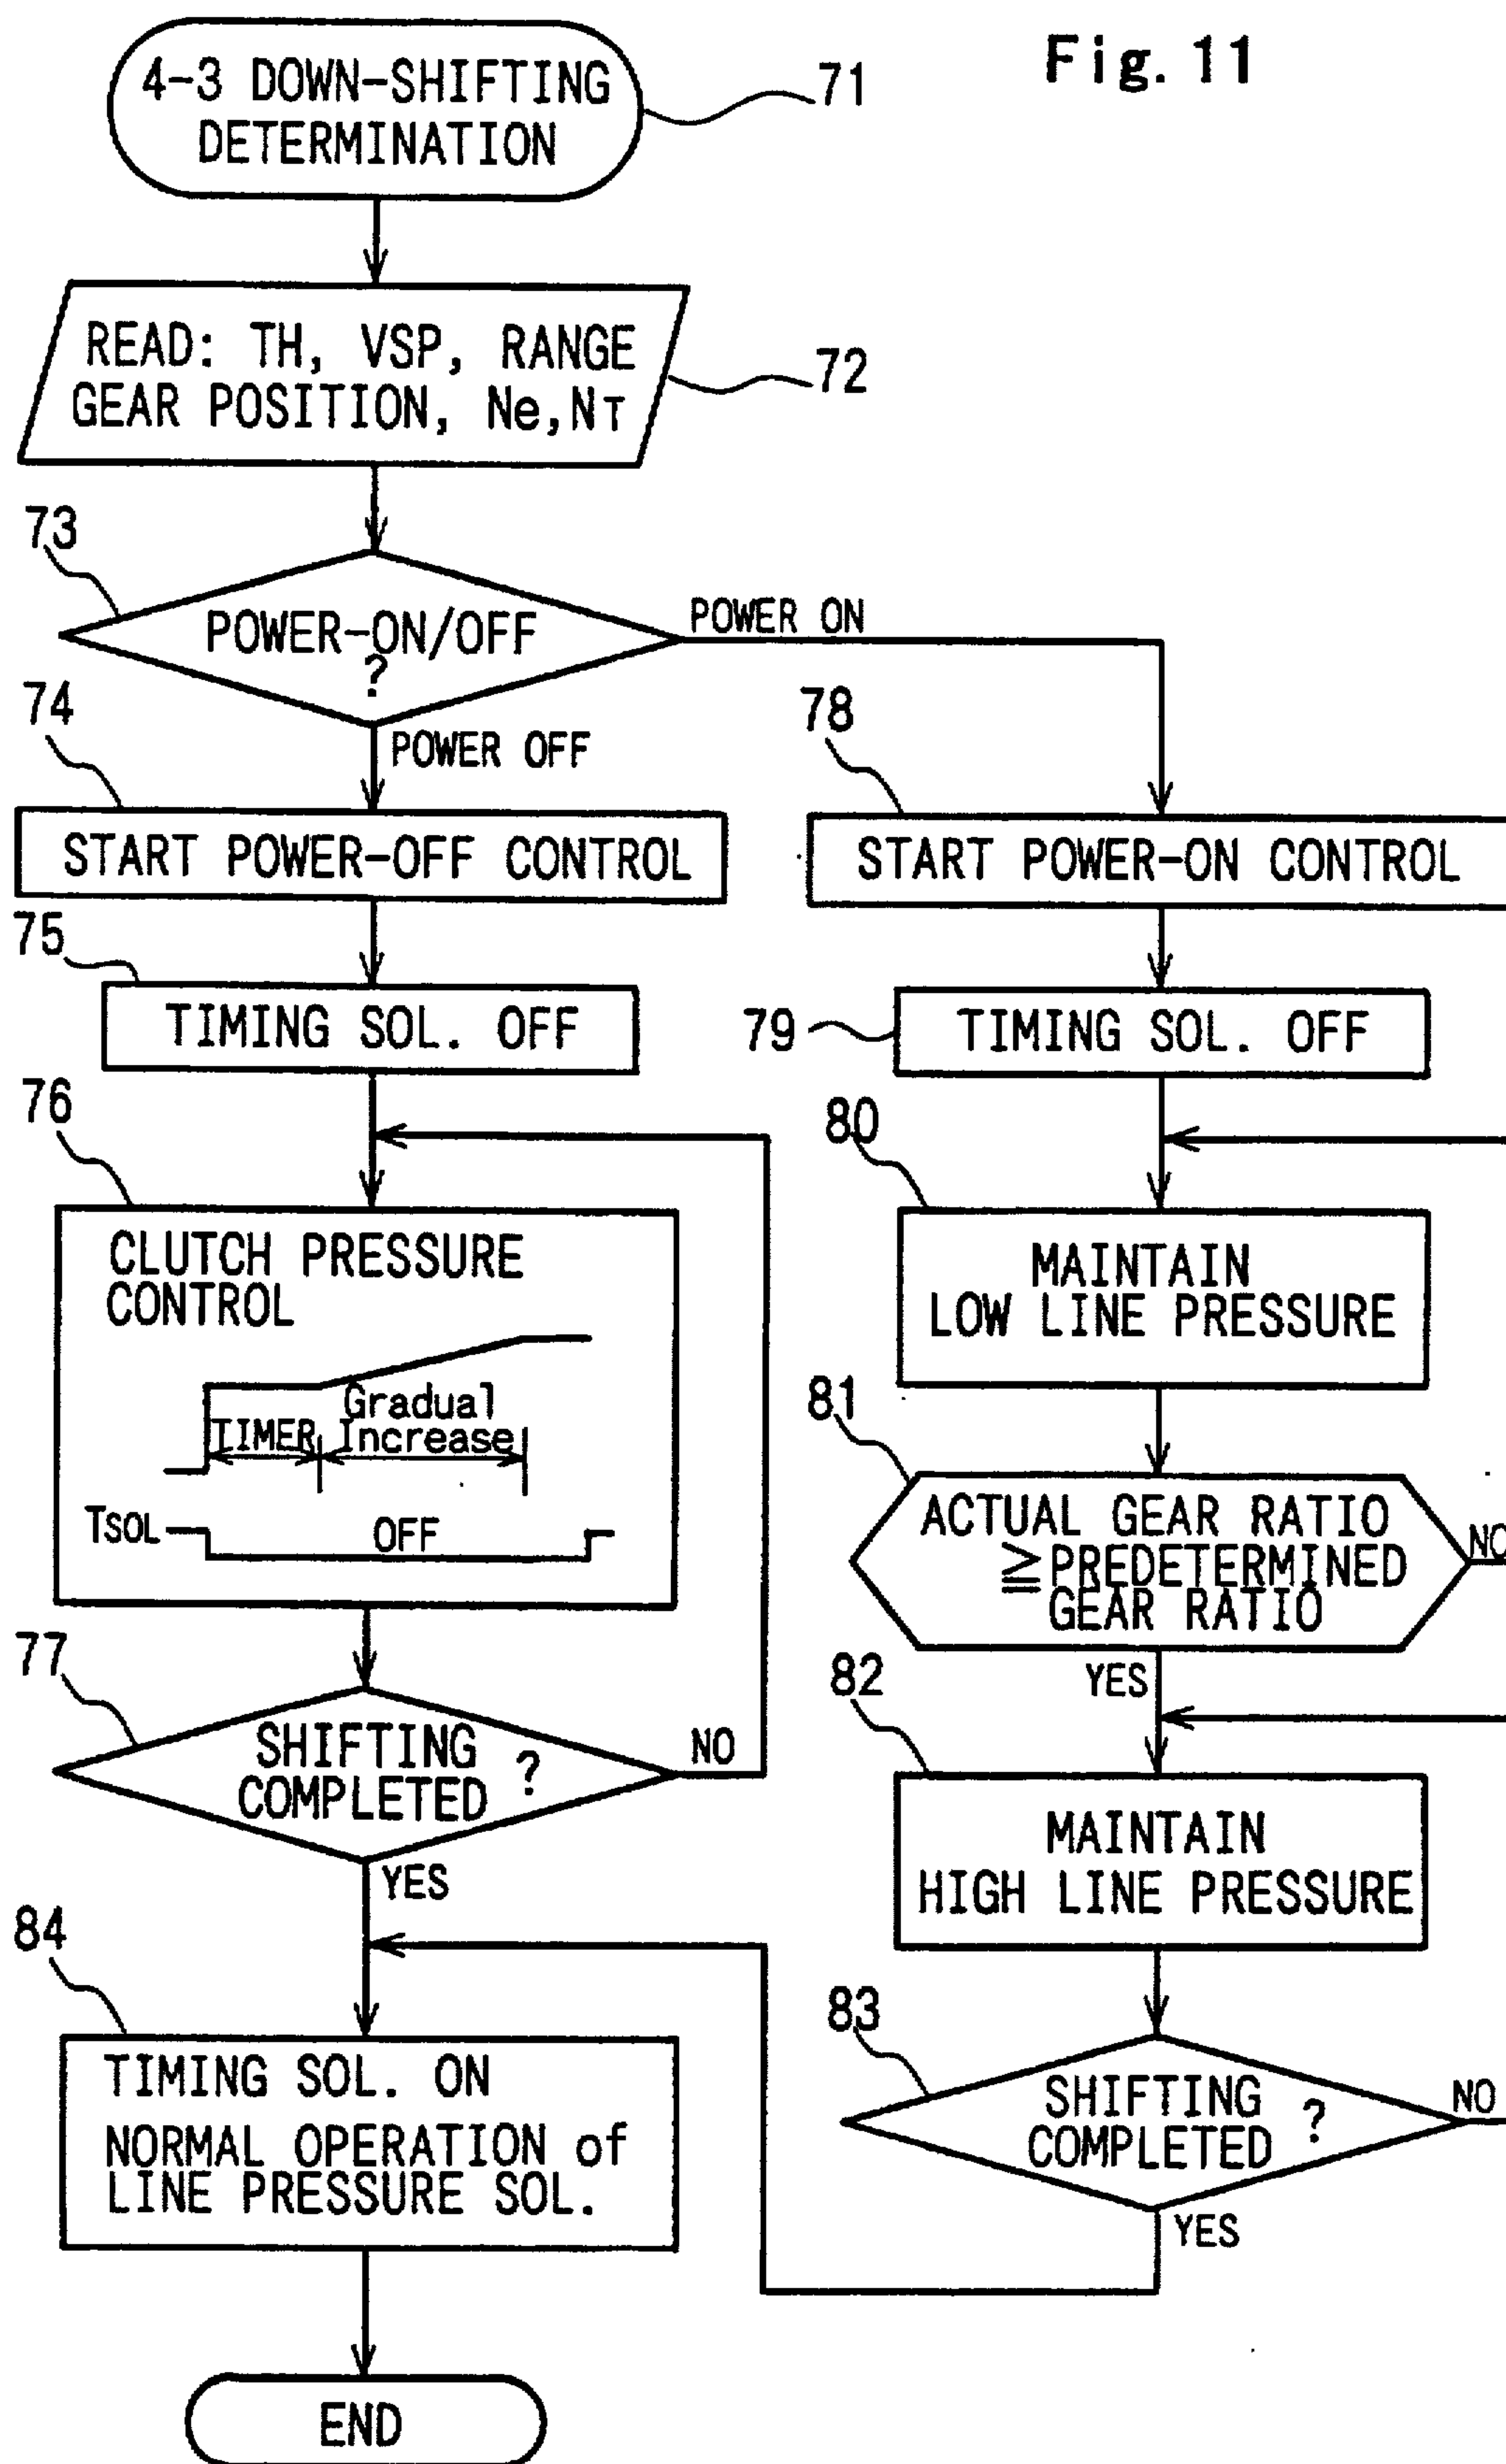 Fig. 11
4-3 DOWN-SHIFTING
DETERMINATION
71
READ: TH, VSP, RANGE
GEAR POSITION, Ne, NT
72
73
POWER-ON/OFF
?
POWER ON
POWER OFF
74
START POWER-OFF CONTROL
75
TIMING SOL. OFF
76
CLUTCH PRESSURE
CONTROL
Gradual
TIMER Increase
TSOL OFF
77
SHIFTING
COMPLETED ?
NO
YES
78
START POWER-ON CONTROL
79
TIMING SOL. OFF
80
MAINTAIN
LOW LINE PRESSURE
81
ACTUAL GEAR RATIO
≧PREDETERMINED
GEAR RATIO
NO
YES
82
MAINTAIN
HIGH LINE PRESSURE
83
SHIFTING
COMPLETED ?
NO
YES
84
TIMING SOL. ON
NORMAL OPERATION of
LINE PRESSURE SOL.
END